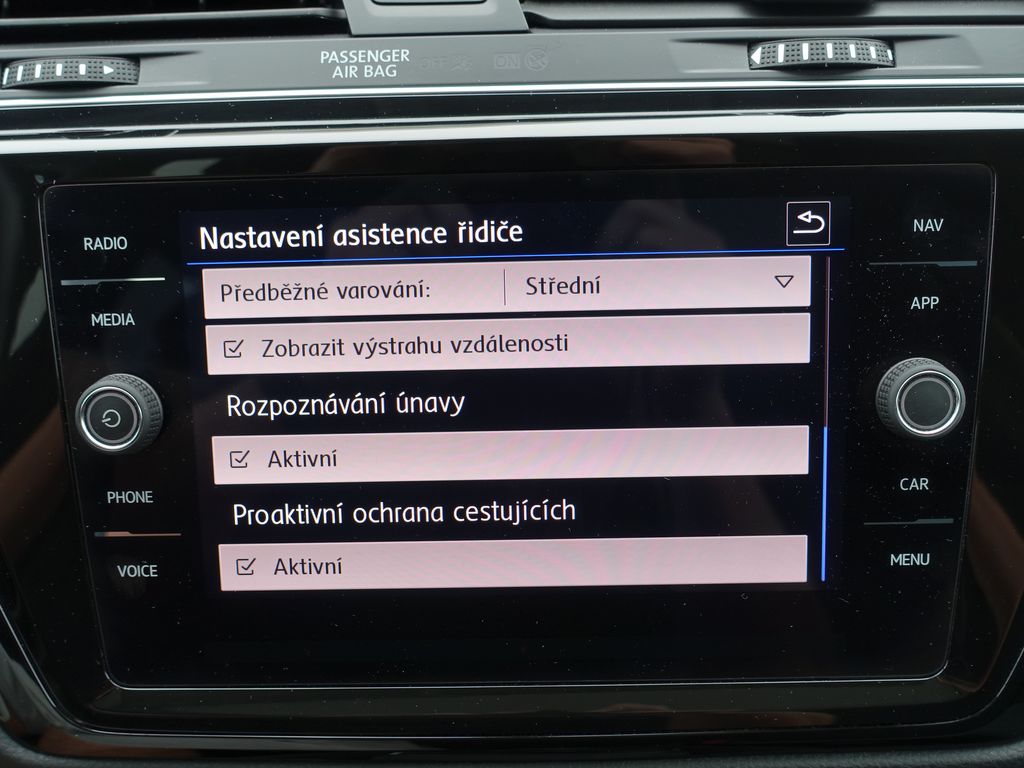 PASSENGER
AIR BAG OFF ON
Nastavení asistence řidiče
RADIO
NAV
Předběžné varování: Střední
MEDIA
APP
Zobrazit výstrahu vzdálenosti
Rozpoznávání únavy
Aktivní
PHONE
CAR
Proaktivní ochrana cestujících
VOICE
Aktivní
MENU